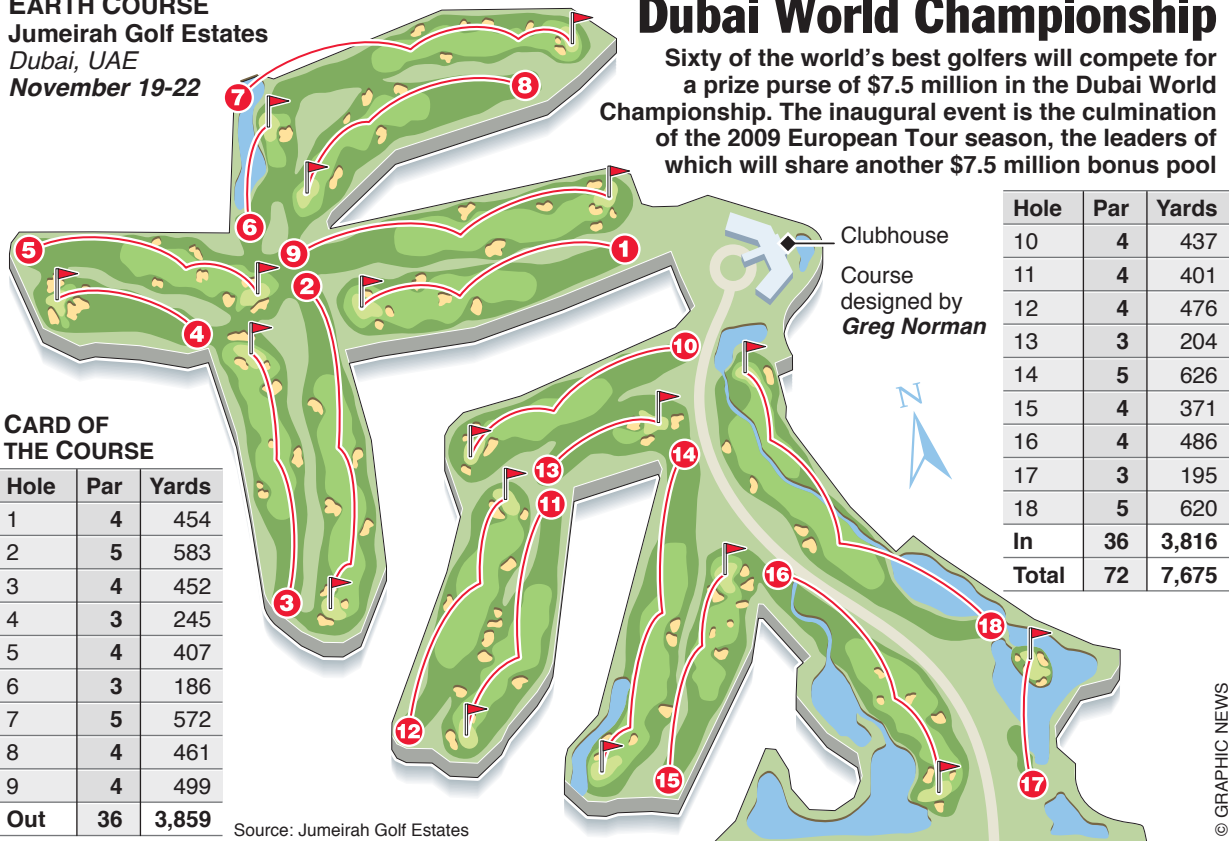 EARTH COURSE
Jumeirah Golf Estates
Dubai, UAE
November 19-22
Dubai World Championship
Sixty of the world's best golfers will compete for
a prize purse of $7.5 million in the Dubai World
Championship. The inaugural event is the culmination
of the 2009 European Tour season, the leaders of
which will share another $7.5 million bonus pool
7
8
6
5
9
1
2
4
3
Clubhouse
Course
designed by
Greg Norman
N
10
13
14
11
16
18
12
15
17
CARD OF
THE COURSE
Hole Par Yards
1 4 454
2 5 583
3 4 452
4 3 245
5 4 407
6 3 186
7 5 572
8 4 461
9 4 499
Out 36 3,859
Hole Par Yards
10 4 437
11 4 401
12 4 476
13 3 204
14 5 626
15 4 371
16 4 486
17 3 195
18 5 620
In 36 3,816
Total 72 7,675
Source: Jumeirah Golf Estates
© GRAPHIC NEWS